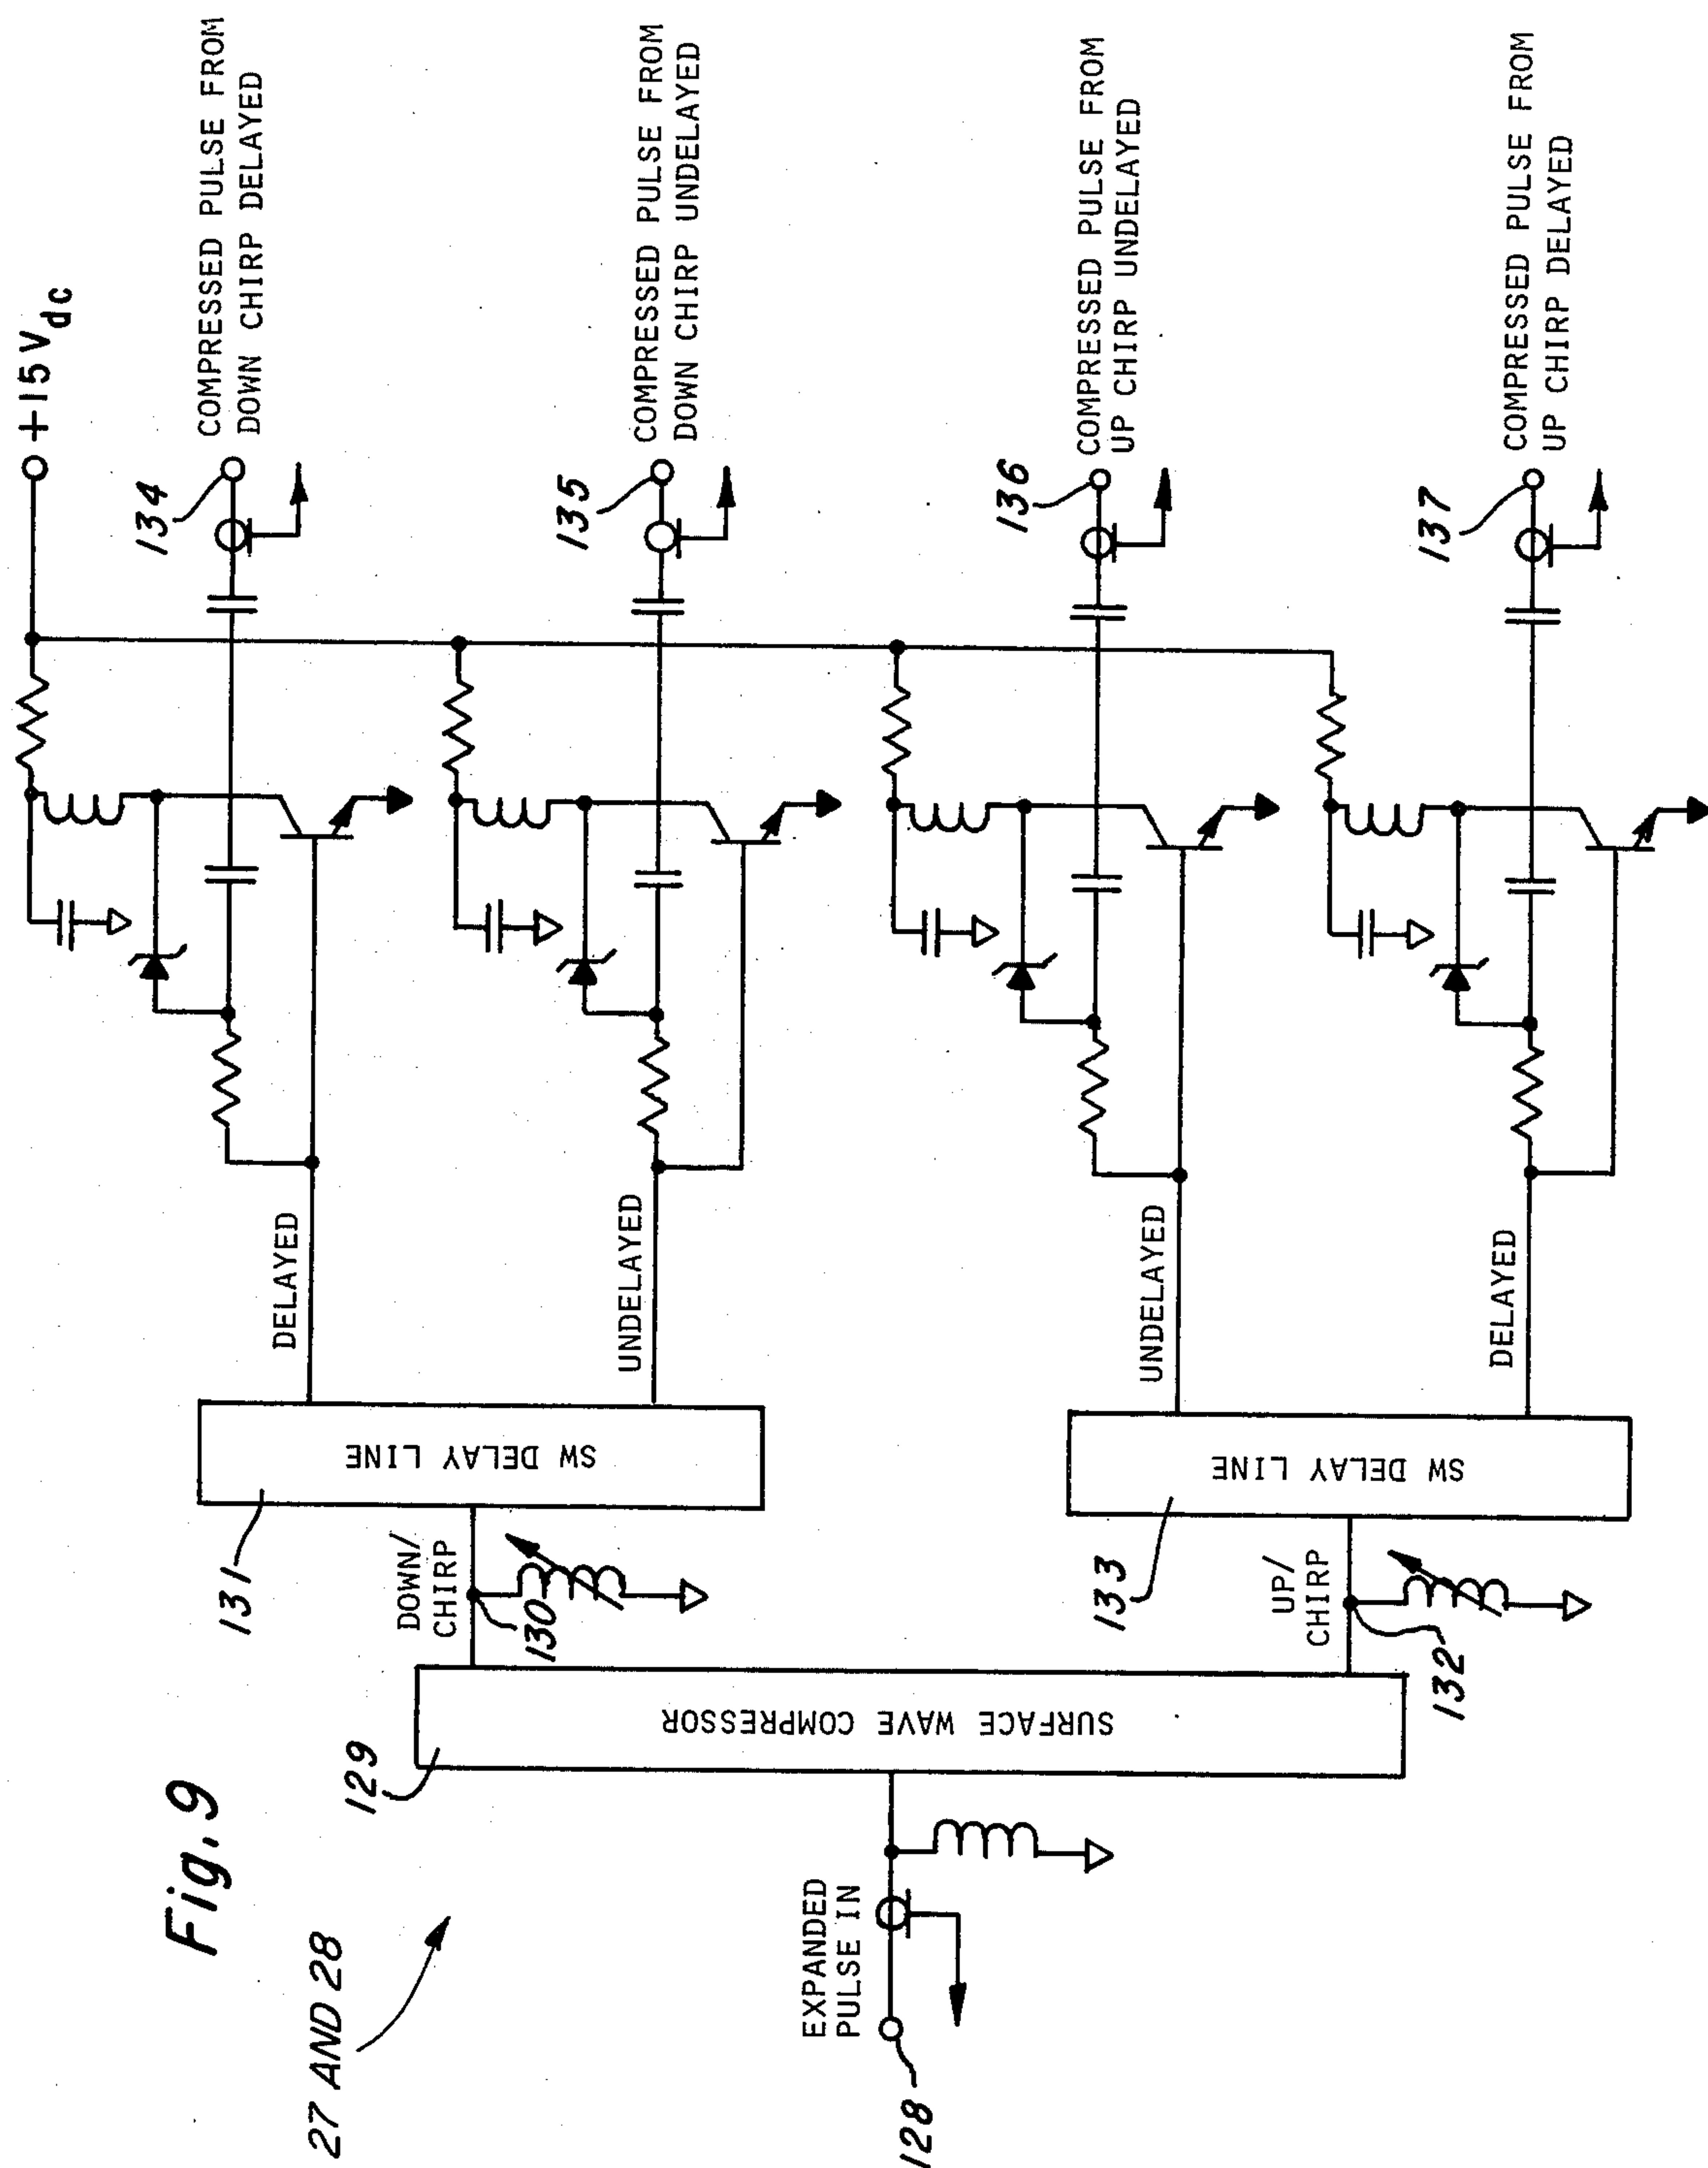 Fig. 9
27 AND 28
128
EXPANDED
PULSE IN
129
SURFACE WAVE COMPRESSOR
DOWN/
CHIRP
130
131
SW DELAY LINE
UP/
CHIRP
132
133
SW DELAY LINE
DELAYED
UNDELAYED
UNDELAYED
DELAYED
+15Vdc
134
COMPRESSED PULSE FROM
DOWN CHIRP DELAYED
135
COMPRESSED PULSE FROM
DOWN CHIRP UNDELAYED
136
COMPRESSED PULSE FROM
UP CHIRP UNDELAYED
137
COMPRESSED PULSE FROM
UP CHIRP DELAYED